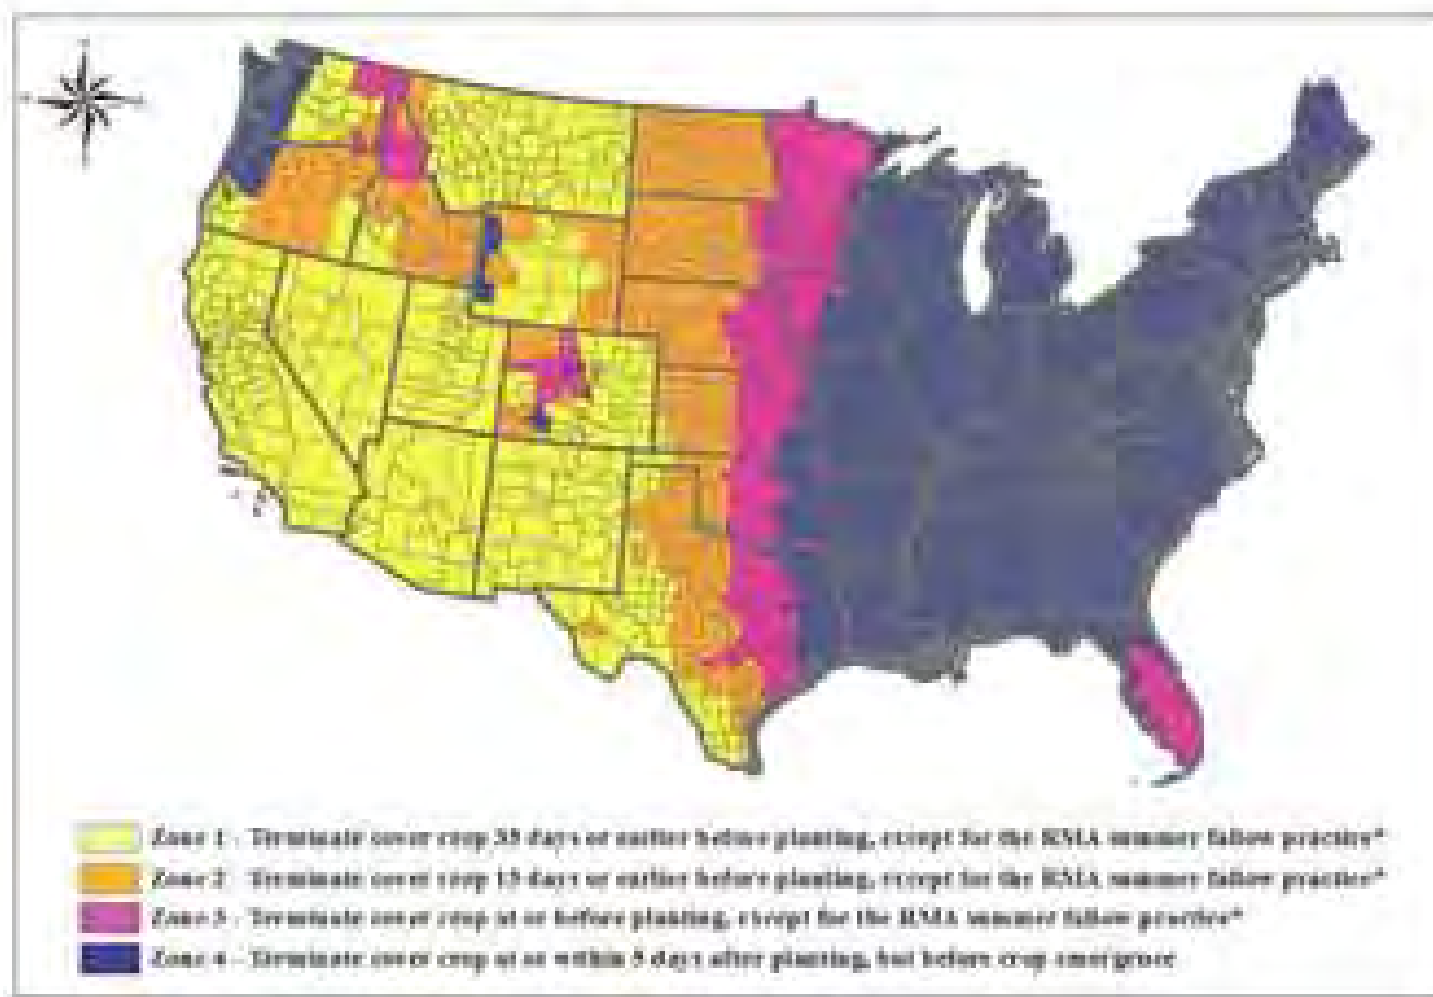 Zone 1 - Terminate cover crop 35 days or earlier before planting, except for the RMA summer fallow practice*
Zone 2 - Terminate cover crop 15 days or earlier before planting, except for the RMA summer fallow practice*
Zone 3 - Terminate cover crop at or before planting, except for the RMA summer fallow practice*
Zone 4 - Terminate cover crop at or within 5 days after planting, but before crop emergence